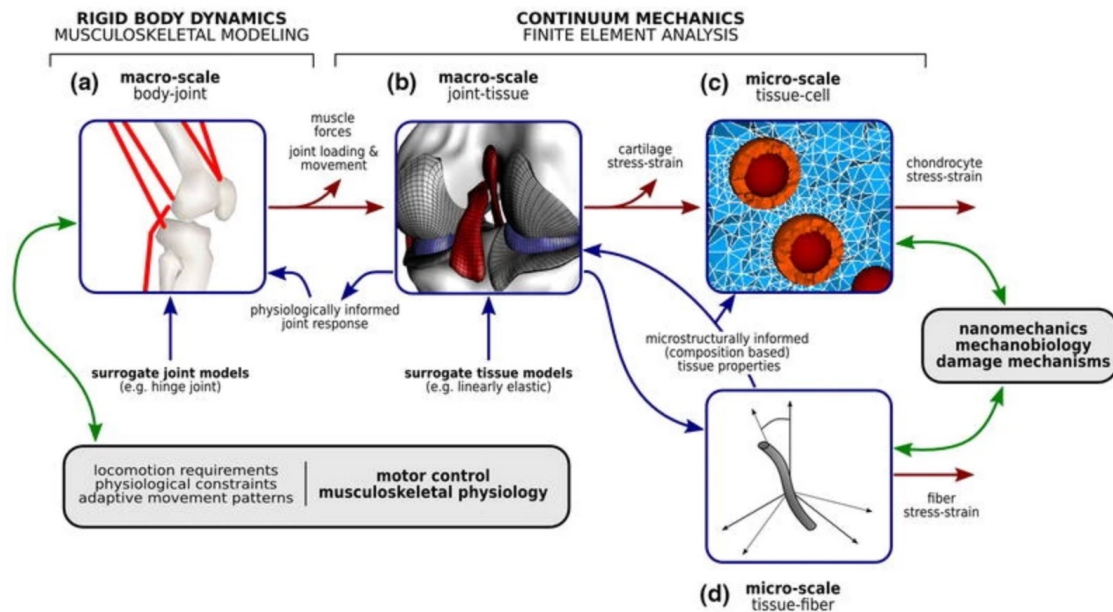 RIGID BODY DYNAMICS
MUSCULOSKELETAL MODELING
CONTINUUM MECHANICS
FINITE ELEMENT ANALYSIS
(a) macro-scale
body-joint
(b) macro-scale
joint-tissue
(c) micro-scale
tissue-cell
muscle
forces
joint loading &
movement
cartilage
stress-strain
chondrocyte
stress-strain
physiologically informed
joint response
microstructurally informed
(composition based)
tissue properties
nanomechanics
mechanobiology
damage mechanisms
surrogate joint models
(e.g. hinge joint)
surrogate tissue models
(e.g. linearly elastic)
locomotion requirements
physiological constraints
adaptive movement patterns
motor control
musculoskeletal physiology
fiber
stress-strain
(d) micro-scale
tissue-fiber